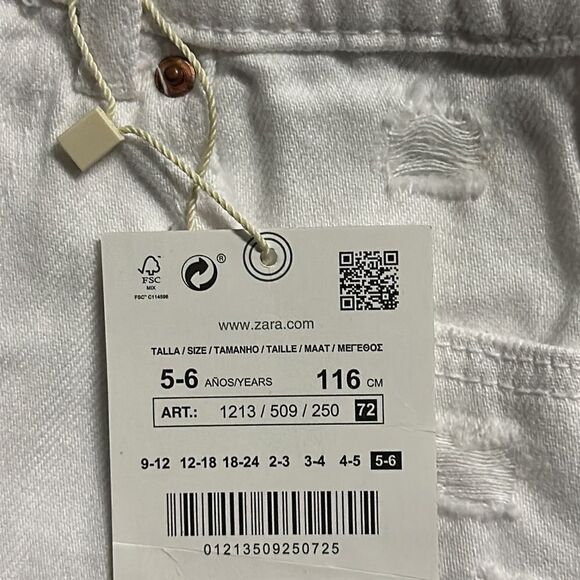 FSC
MIX
FSC® C114598
®
www.zara.com
TALLA / SIZE / TAMANHO / TAILLE / MAAT / ΜΕΓΕΘΟΣ
5-6 AÑOS/YEARS 116 CM
ART.: 1213 / 509 / 250 72
9-12 12-18 18-24 2-3 3-4 4-5 5-6
01213509250725